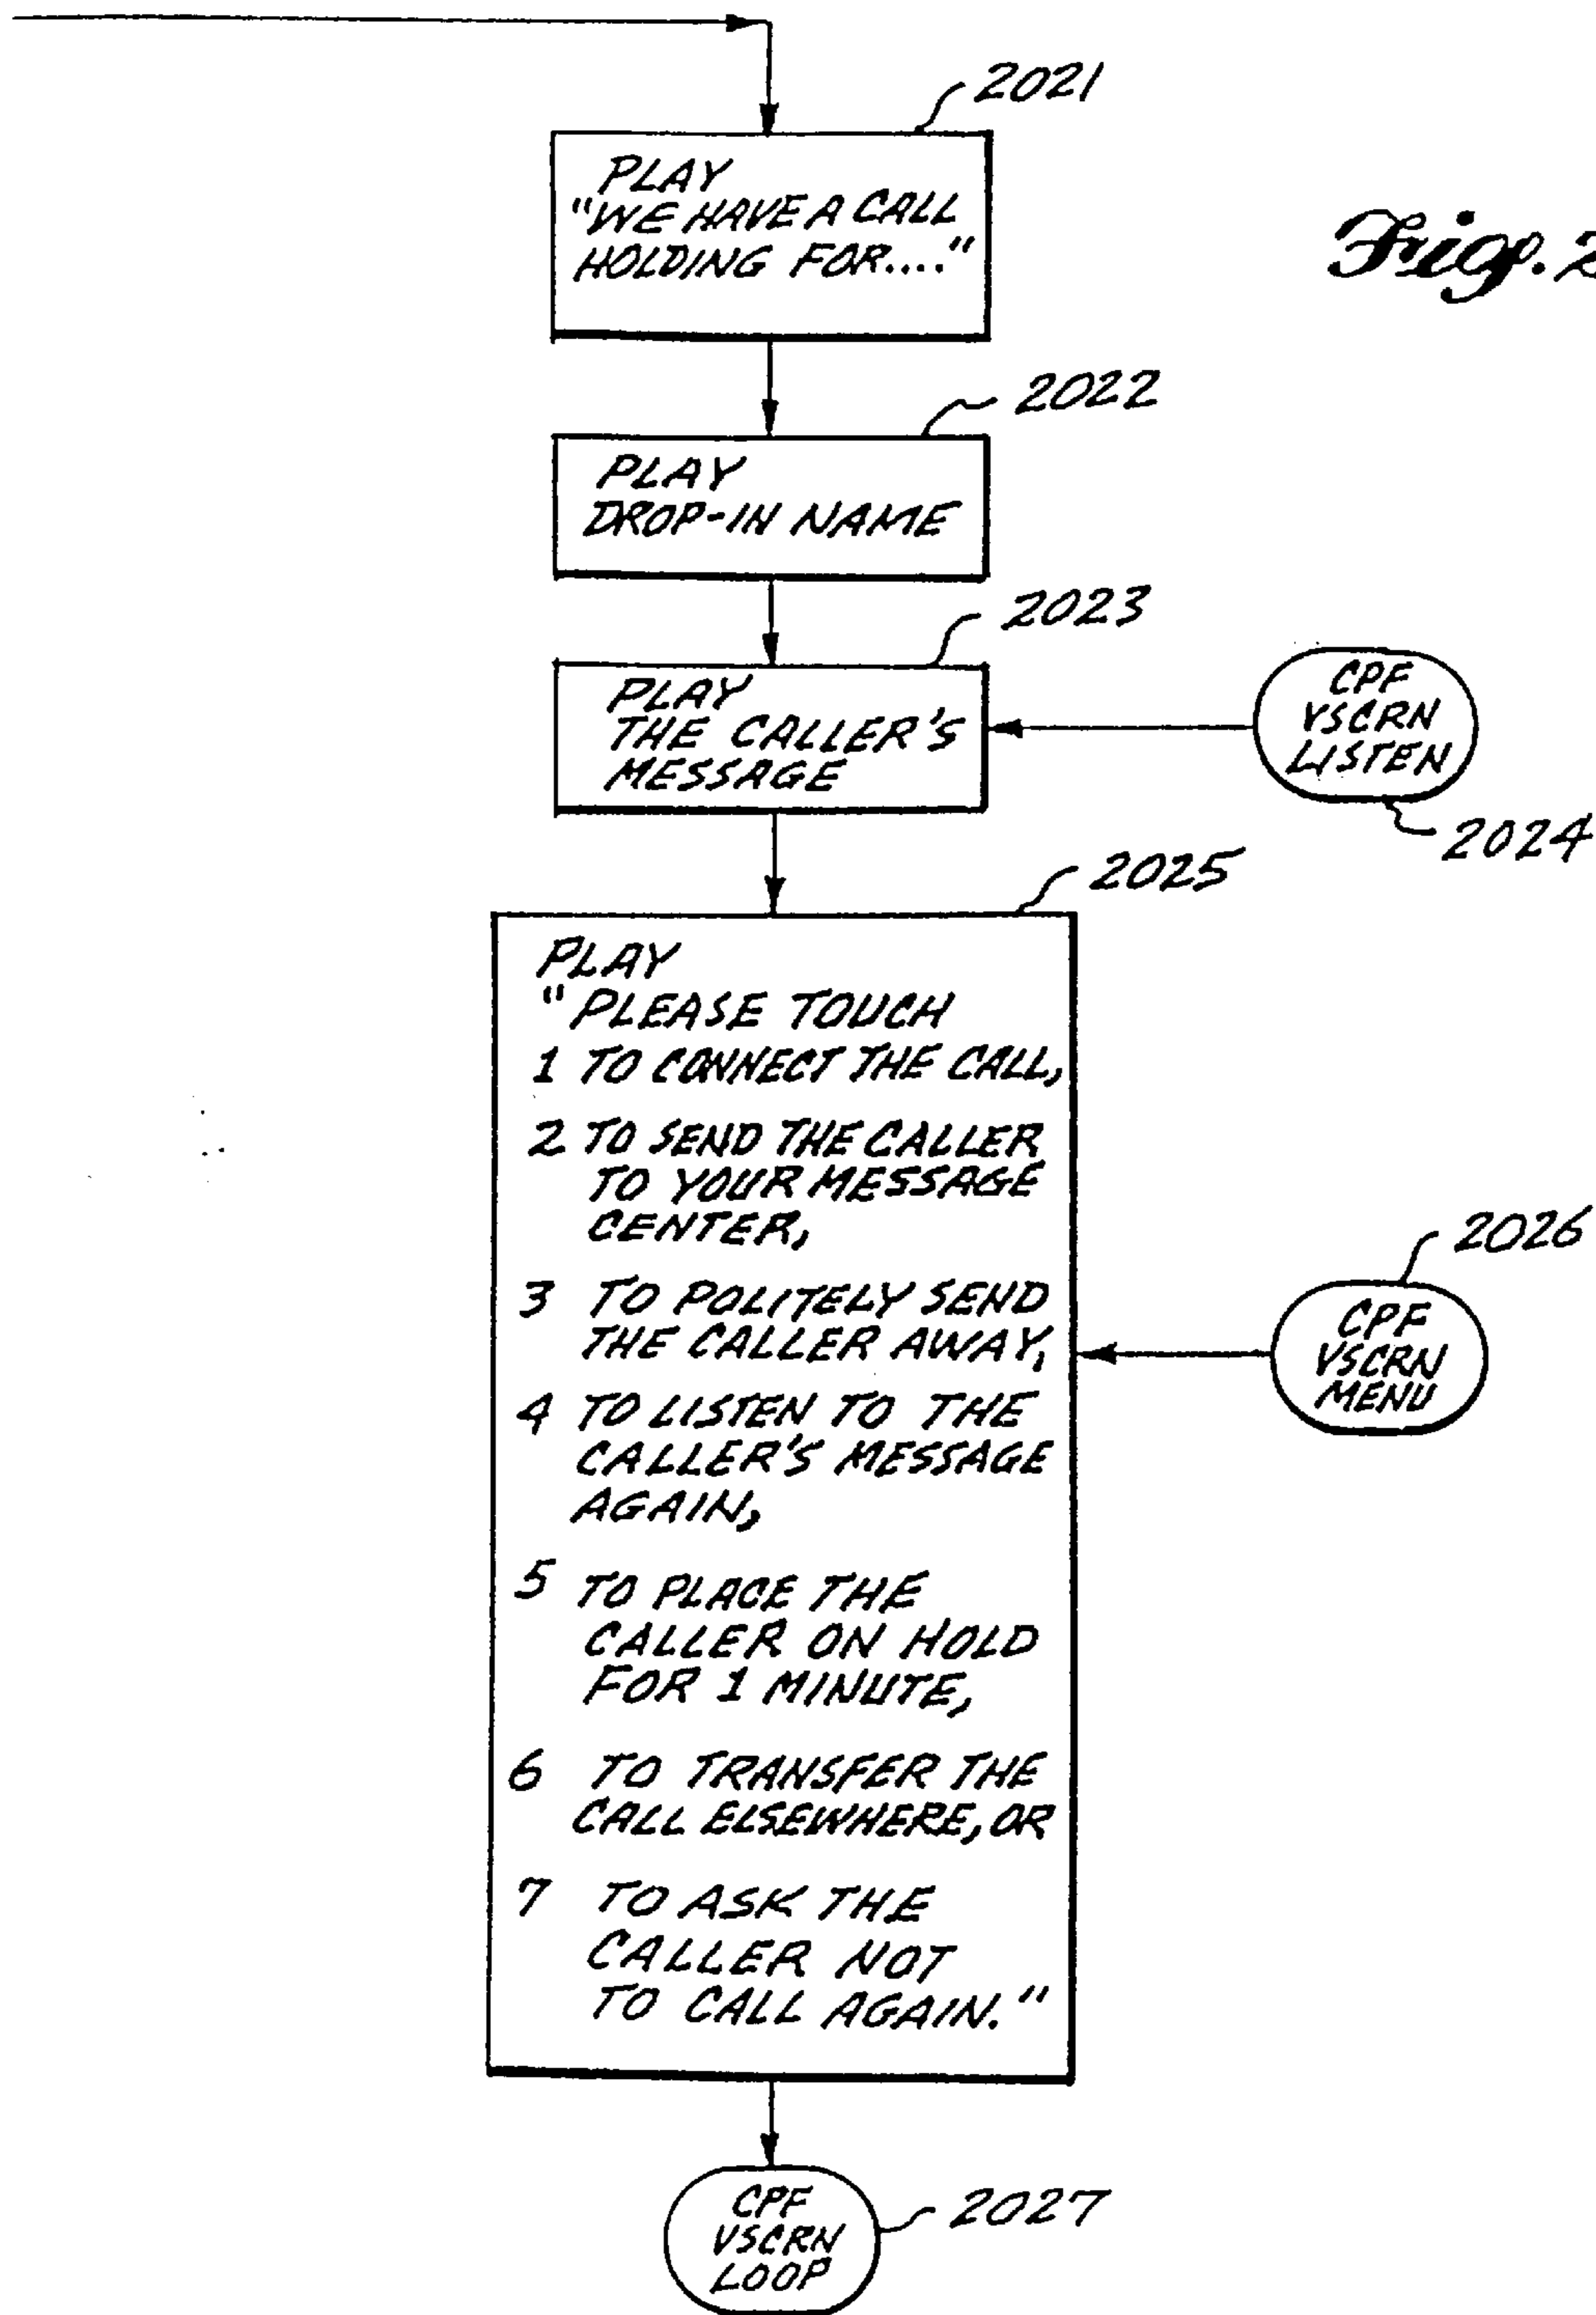 2021
PLAY
"WE HAVE A CALL
HOLDING FOR...."
Fig. 2
2022
PLAY
DROP-IN NAME
2023
PLAY
THE CALLER'S
MESSAGE
CPF
VSCRN
LISTEN
2024
2025
PLAY
"PLEASE TOUCH
1 TO CONNECT THE CALL,
2 TO SEND THE CALLER
TO YOUR MESSAGE
CENTER,
3 TO POLITELY SEND
THE CALLER AWAY,
4 TO LISTEN TO THE
CALLER'S MESSAGE
AGAIN,
5 TO PLACE THE
CALLER ON HOLD
FOR 1 MINUTE,
6 TO TRANSFER THE
CALL ELSEWHERE, OR
7 TO ASK THE
CALLER NOT
TO CALL AGAIN."
2026
CPF
VSCRN
MENU
CPF
VSCRN
LOOP
2027